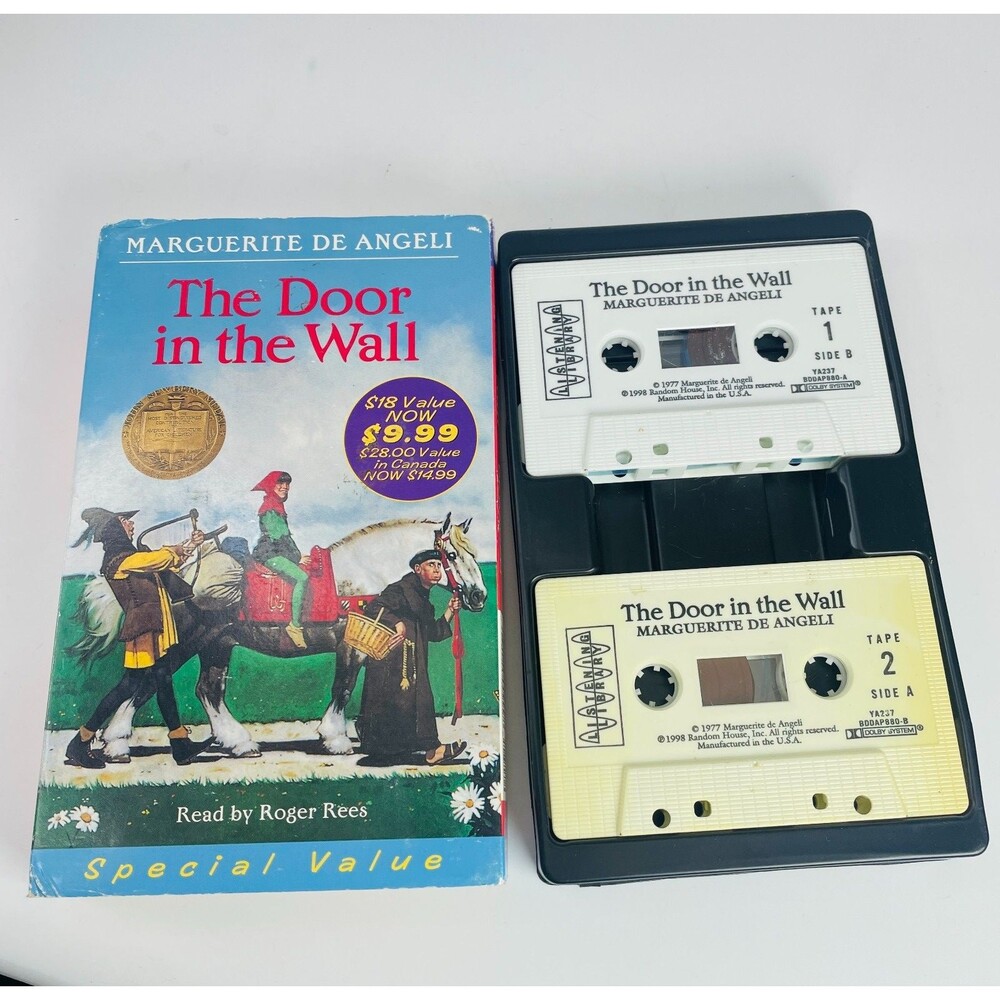 MARGUERITE DE ANGELI
The Door
in the Wall
$18 Value
NOW
$9.99
$28.00 Value
in Canada
NOW $14.99
Read by Roger Rees
Special Value
The Door in the Wall
MARGUERITE DE ANGELI
LISTENING
LIBRARY
TAPE
1
SIDE B
YA237
BDDAP880-A
DOLBY SYSTEM®
© 1977 Marguerite de Angeli
℗1998 Random House, Inc. All rights reserved.
Manufactured in the U.S.A.
The Door in the Wall
MARGUERITE DE ANGELI
LISTENING
LIBRARY
TAPE
2
SIDE A
YA237
BDDAP880-B
DOLBY SYSTEM®
© 1977 Marguerite de Angeli
℗1998 Random House, Inc. All rights reserved.
Manufactured in the U.S.A.